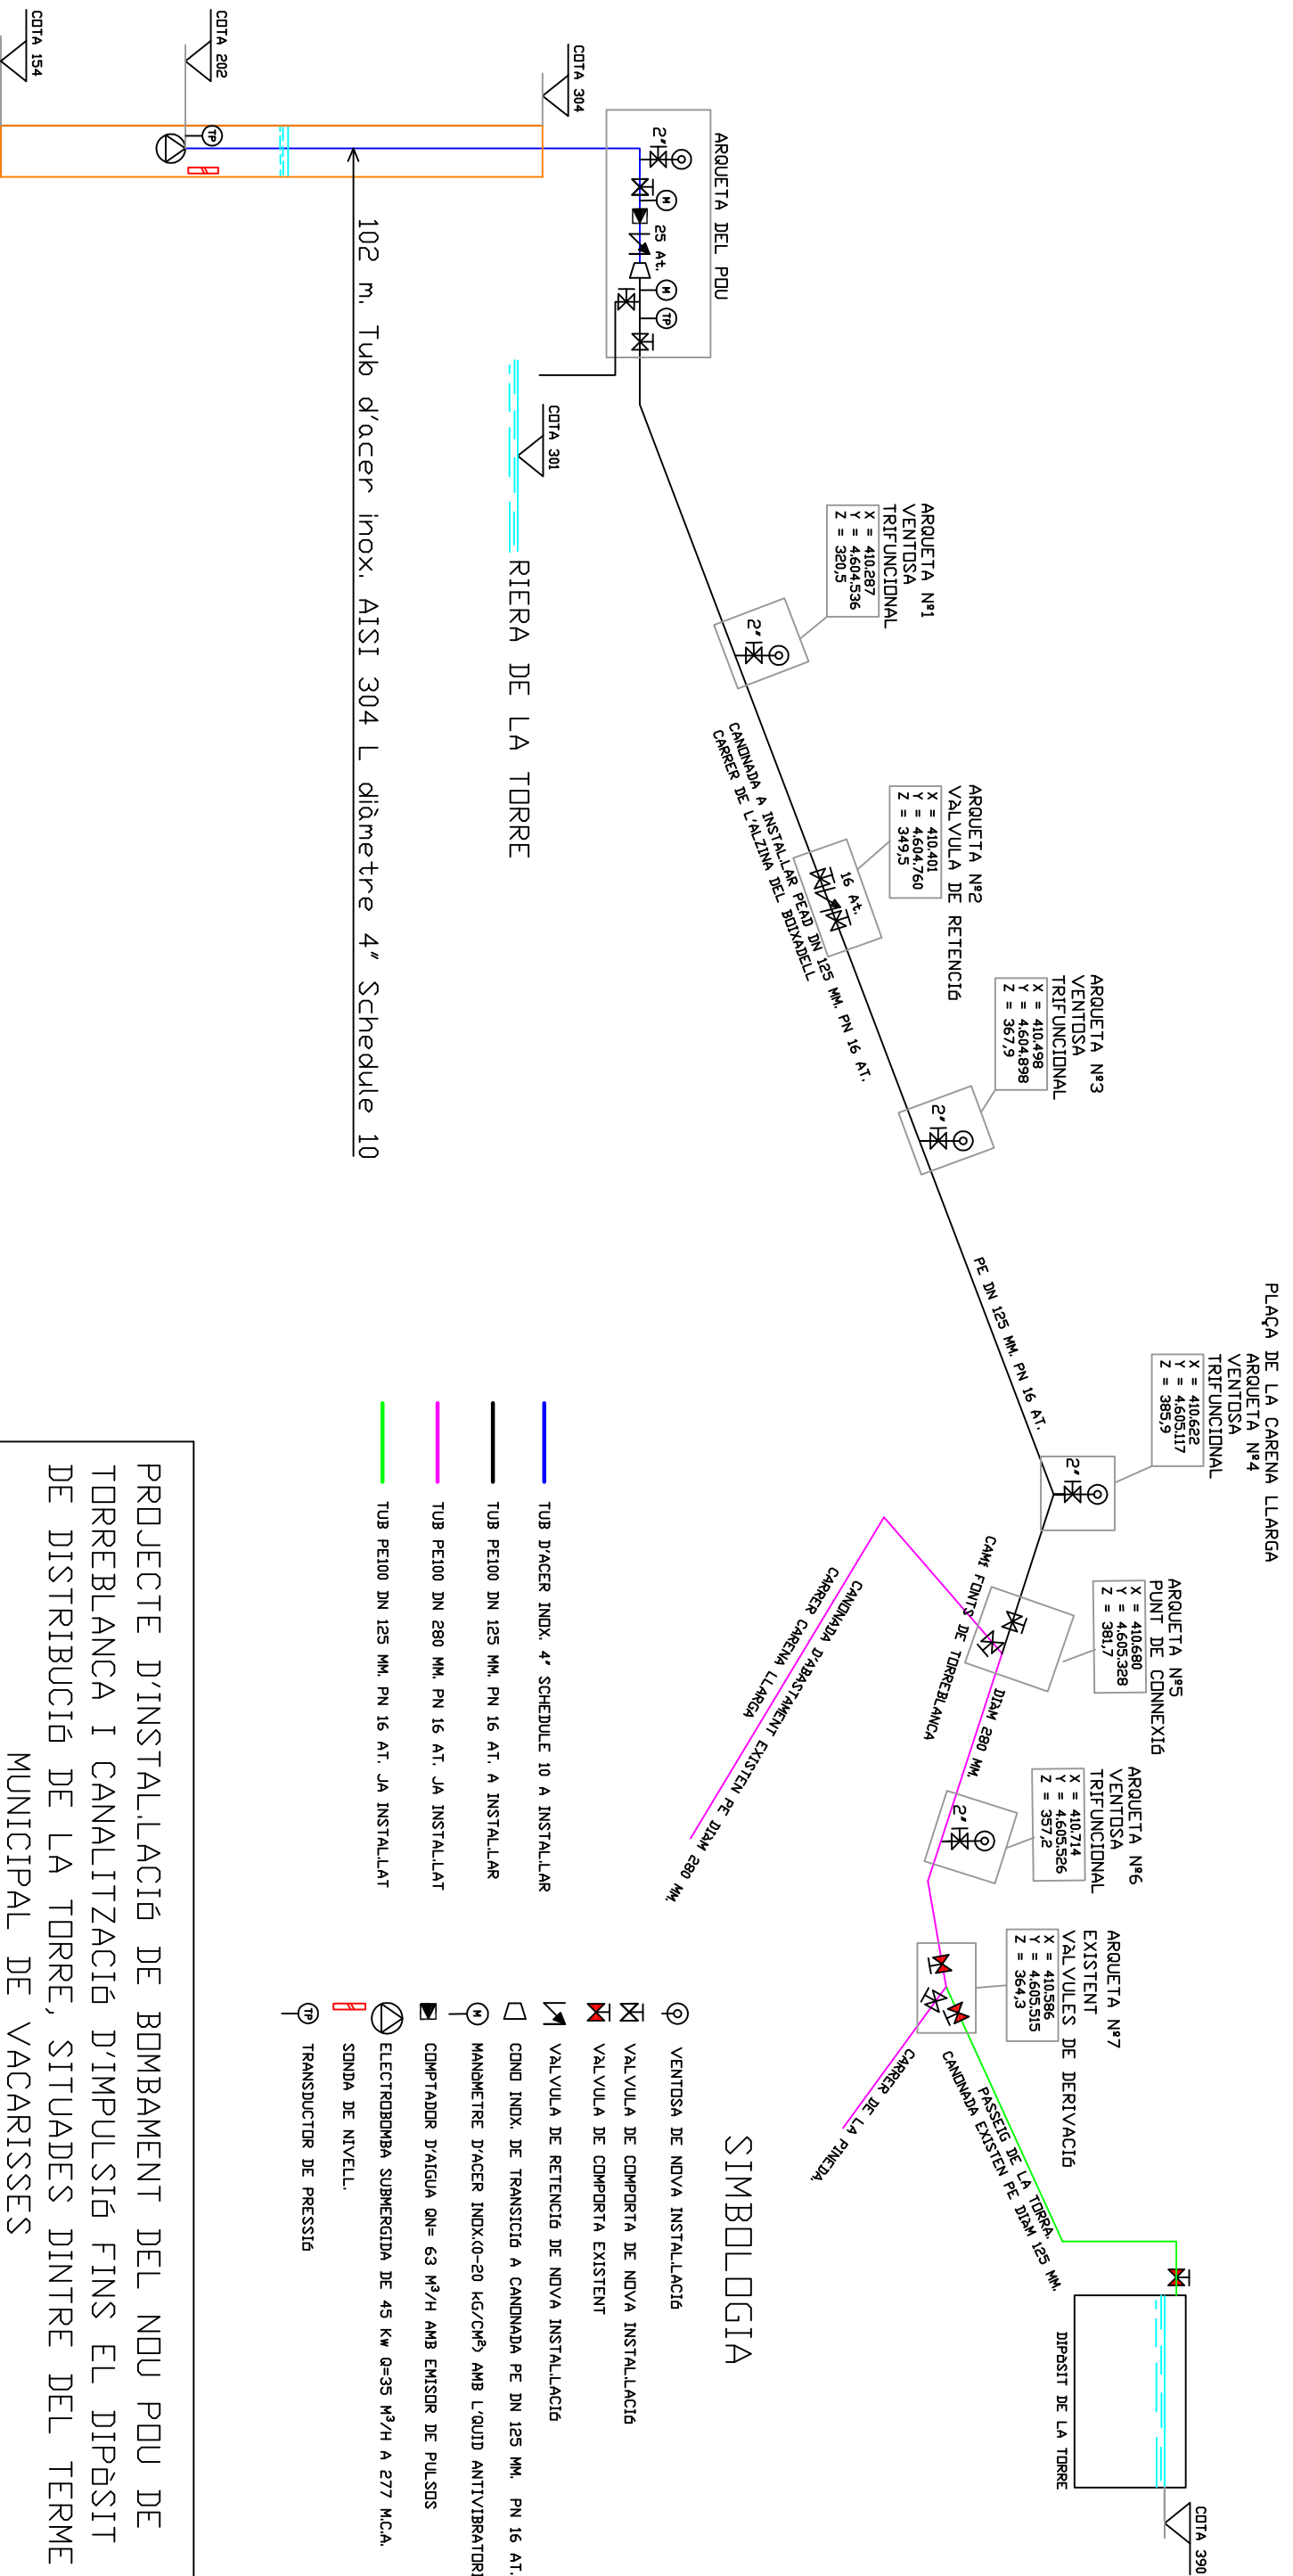 COTA 154
COTA 202
COTA 304
ARQUETA DEL POU
2"
M
25 At.
M
TP
TP
102 m. Tub d'acer inox. AISI 304 L diàmetre 4" Schedule 10
COTA 301
RIERA DE LA TORRE
ARQUETA Nº1
VENTOSA
TRIFUNCIONAL
X = 410.287
Y = 4.604.536
Z = 320,5
2"
CANONADA A INSTAL.LAR PEAD DN 125 MM. PN 16 AT.
CARRER DE L'ALZINA DEL BOIXADELL
ARQUETA Nº2
VàLVULA DE RETENCIó
X = 410.401
Y = 4.604.760
Z = 349,5
16 At.
ARQUETA Nº3
VENTOSA
TRIFUNCIONAL
X = 410.498
Y = 4.604.898
Z = 367,9
2"
PE DN 125 MM. PN 16 AT.
PLAÇA DE LA CARENA LLARGA
ARQUETA Nº4
VENTOSA
TRIFUNCIONAL
X = 410.622
Y = 4.605.117
Z = 385,9
2"
CAMí FONTS DE TORREBLANCA
ARQUETA Nº5
PUNT DE CONNEXIó
X = 410.680
Y = 4.605.328
Z = 381,7
DIàM 280 MM.
CANONADA D'ABASTAMENT EXISTEN PE DIàM 280 MM.
CARRER CARENA LLARGA
ARQUETA Nº6
VENTOSA
TRIFUNCIONAL
X = 410.714
Y = 4.605.526
Z = 357,2
2"
ARQUETA Nº7
EXISTENT
VàLVULES DE DERIVACIó
X = 410.586
Y = 4.605.515
Z = 364,3
PASSEIG DE LA TORRA.
CANONADA EXISTEN PE DIàM 125 MM.
CARRER DE LA PINEDA.
DIPòSIT DE LA TORRE
COTA 390
TUB D'ACER INOX. 4" SCHEDULE 10 A INSTAL.LAR
TUB PE100 DN 125 MM. PN 16 AT. A INSTAL.LAR
TUB PE100 DN 280 MM. PN 16 AT. JA INSTAL.LAT
TUB PE100 DN 125 MM. PN 16 AT. JA INSTAL.LAT
SIMBOLOGIA
VENTOSA DE NOVA INSTAL.LACIó
VàLVULA DE COMPORTA DE NOVA INSTAL.LACIó
VàLVULA DE COMPORTA EXISTENT
VàLVULA DE RETENCIó DE NOVA INSTAL.LACIó
CONO INOX. DE TRANSICIó A CANONADA PE DN 125 MM. PN 16 AT.
M MANòMETRE D'ACER INOX.(0-20 KG/CM²) AMB L'QUID ANTIVIBRATORI
COMPTADOR D'AIGUA QN= 63 M³/H AMB EMISOR DE PULSOS
ELECTROBOMBA SUBMERGIDA DE 45 Kw Q=35 M³/H A 277 M.C.A.
SONDA DE NIVELL.
TP TRANSDUCTOR DE PRESSIó
PROJECTE D'INSTAL.LACIó DE BOMBAMENT DEL NOU POU DE
TORREBLANCA I CANALITZACIó D'IMPULSIó FINS EL DIPòSIT
DE DISTRIBUCIó DE LA TORRE, SITUADES DINTRE DEL TERME
MUNICIPAL DE VACARISSES